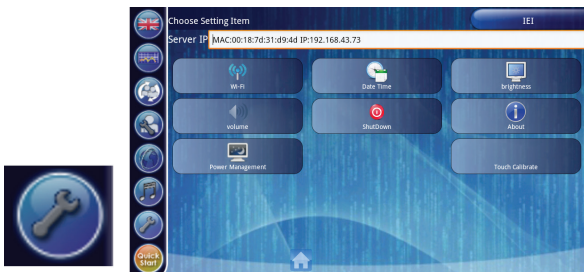 Choose Setting Item
IEI
Server IP MAC:00:18:7d:31:d9:4d IP:192.168.43.73
Wi-Fi
Date Time
brightness
volume
ShutDown
About
Power Management
Touch Calibrate
Quick
Start